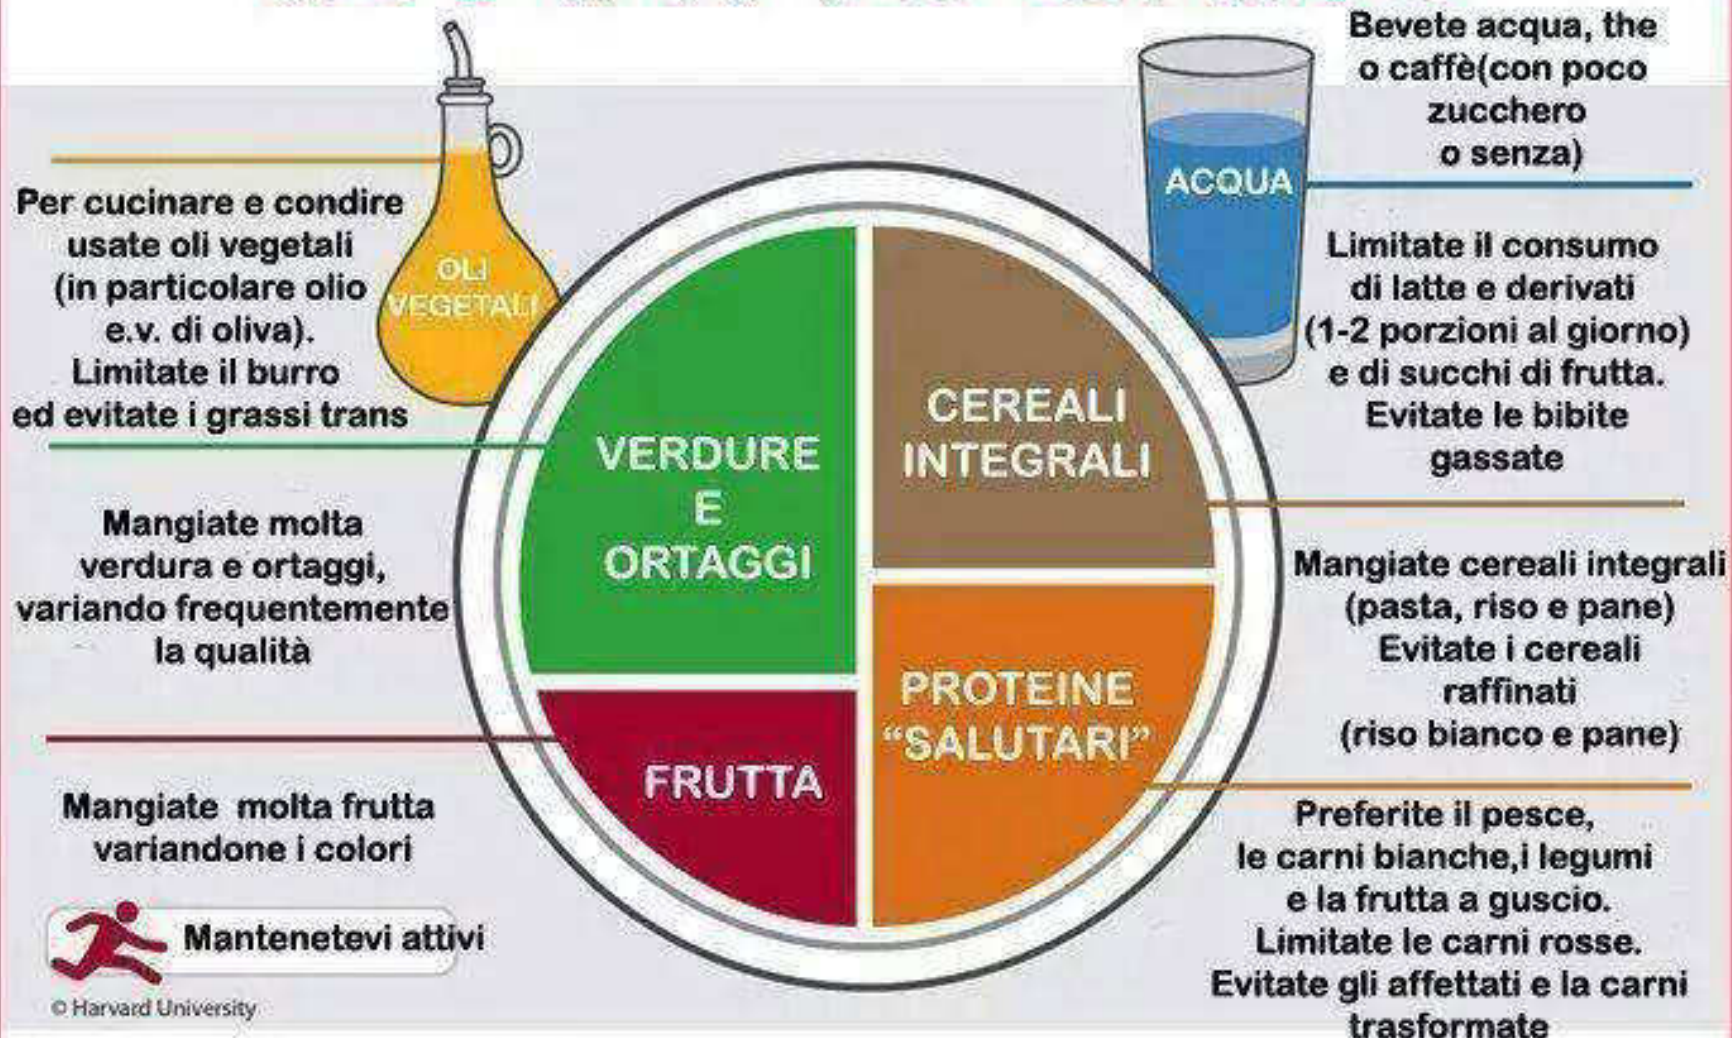 Bevete acqua, the
o caffè(con poco
zucchero
o senza)
ACQUA
Per cucinare e condire
usate oli vegetali
(in particolare olio
e.v. di oliva).
Limitate il burro
ed evitate i grassi trans
OLI
VEGETALI
Limitate il consumo
di latte e derivati
(1-2 porzioni al giorno)
e di succhi di frutta.
Evitate le bibite
gassate
VERDURE
E
ORTAGGI
CEREALI
INTEGRALI
Mangiate molta
verdura e ortaggi,
variando frequentemente
la qualità
Mangiate cereali integrali
(pasta, riso e pane)
Evitate i cereali
raffinati
(riso bianco e pane)
FRUTTA
PROTEINE
“SALUTARI”
Mangiate molta frutta
variandone i colori
Preferite il pesce,
le carni bianche,i legumi
e la frutta a guscio.
Limitate le carni rosse.
Evitate gli affettati e la carni
trasformate
Mantenetevi attivi
© Harvard University